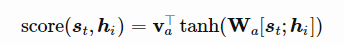 score(s_t, h_i) = v_a^⊤ tanh(W_a[s_t; h_i])